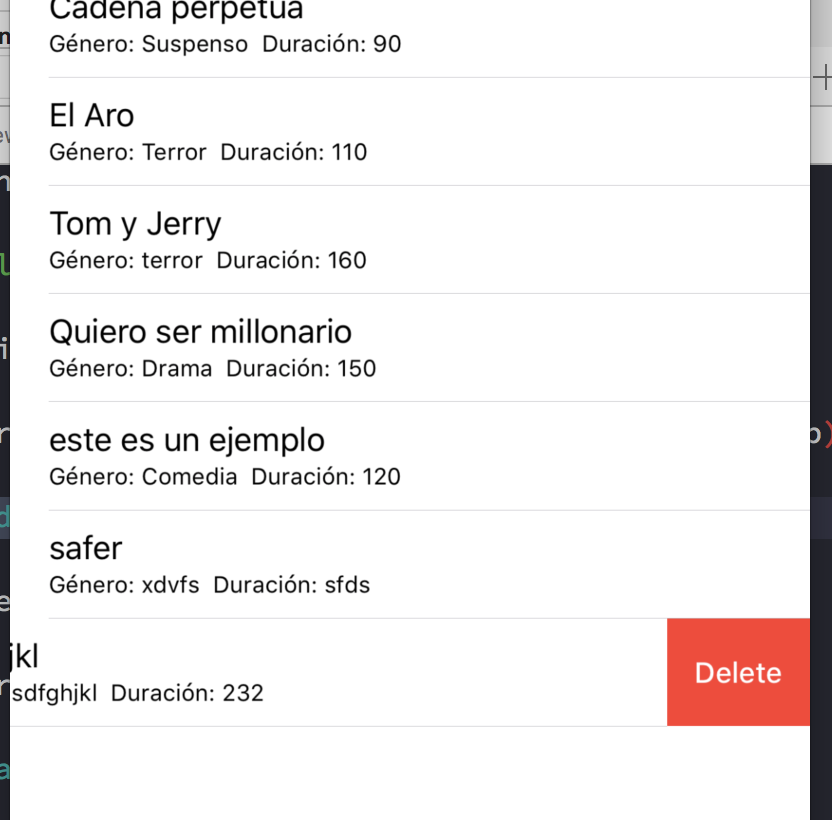 Cadena perpetua
Género: Suspenso Duración: 90
El Aro
Género: Terror Duración: 110
Tom y Jerry
Género: terror Duración: 160
Quiero ser millonario
Género: Drama Duración: 150
este es un ejemplo
Género: Comedia Duración: 120
safer
Género: xdvfs Duración: sfds
jkl
sdfghjkl Duración: 232
Delete